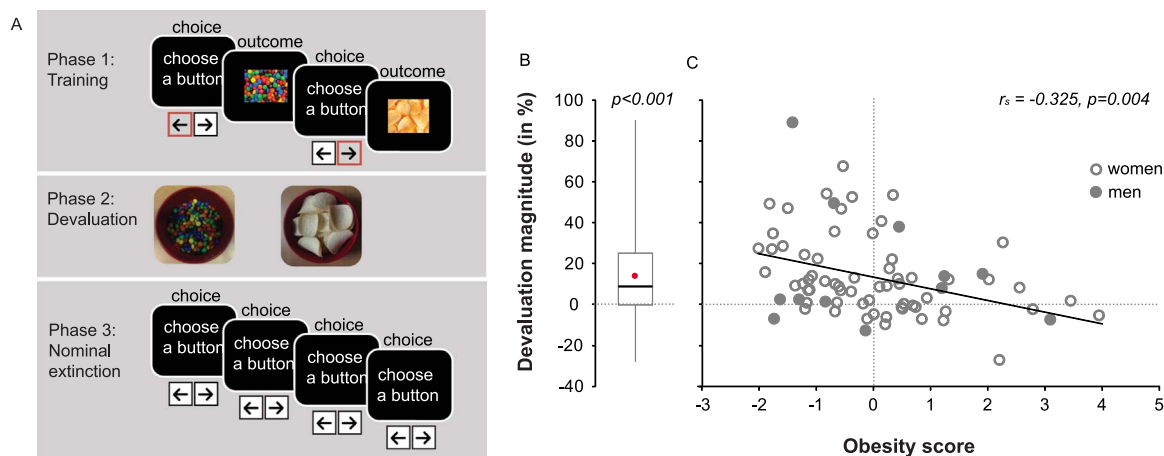 A
Phase 1:
Training
choice
choose
a button
outcome
choice
choose
a button
outcome
Phase 2:
Devaluation
Phase 3:
Nominal
extinction
choice
choose
a button
choice
choose
a button
choice
choose
a button
choice
choose
a button
B
p<0.001
Devaluation magnitude (in %)
100
80
60
40
20
0
-20
-40
C
rₛ = -0.325, p=0.004
women
men
-3 -2 -1 0 1 2 3 4 5
Obesity score